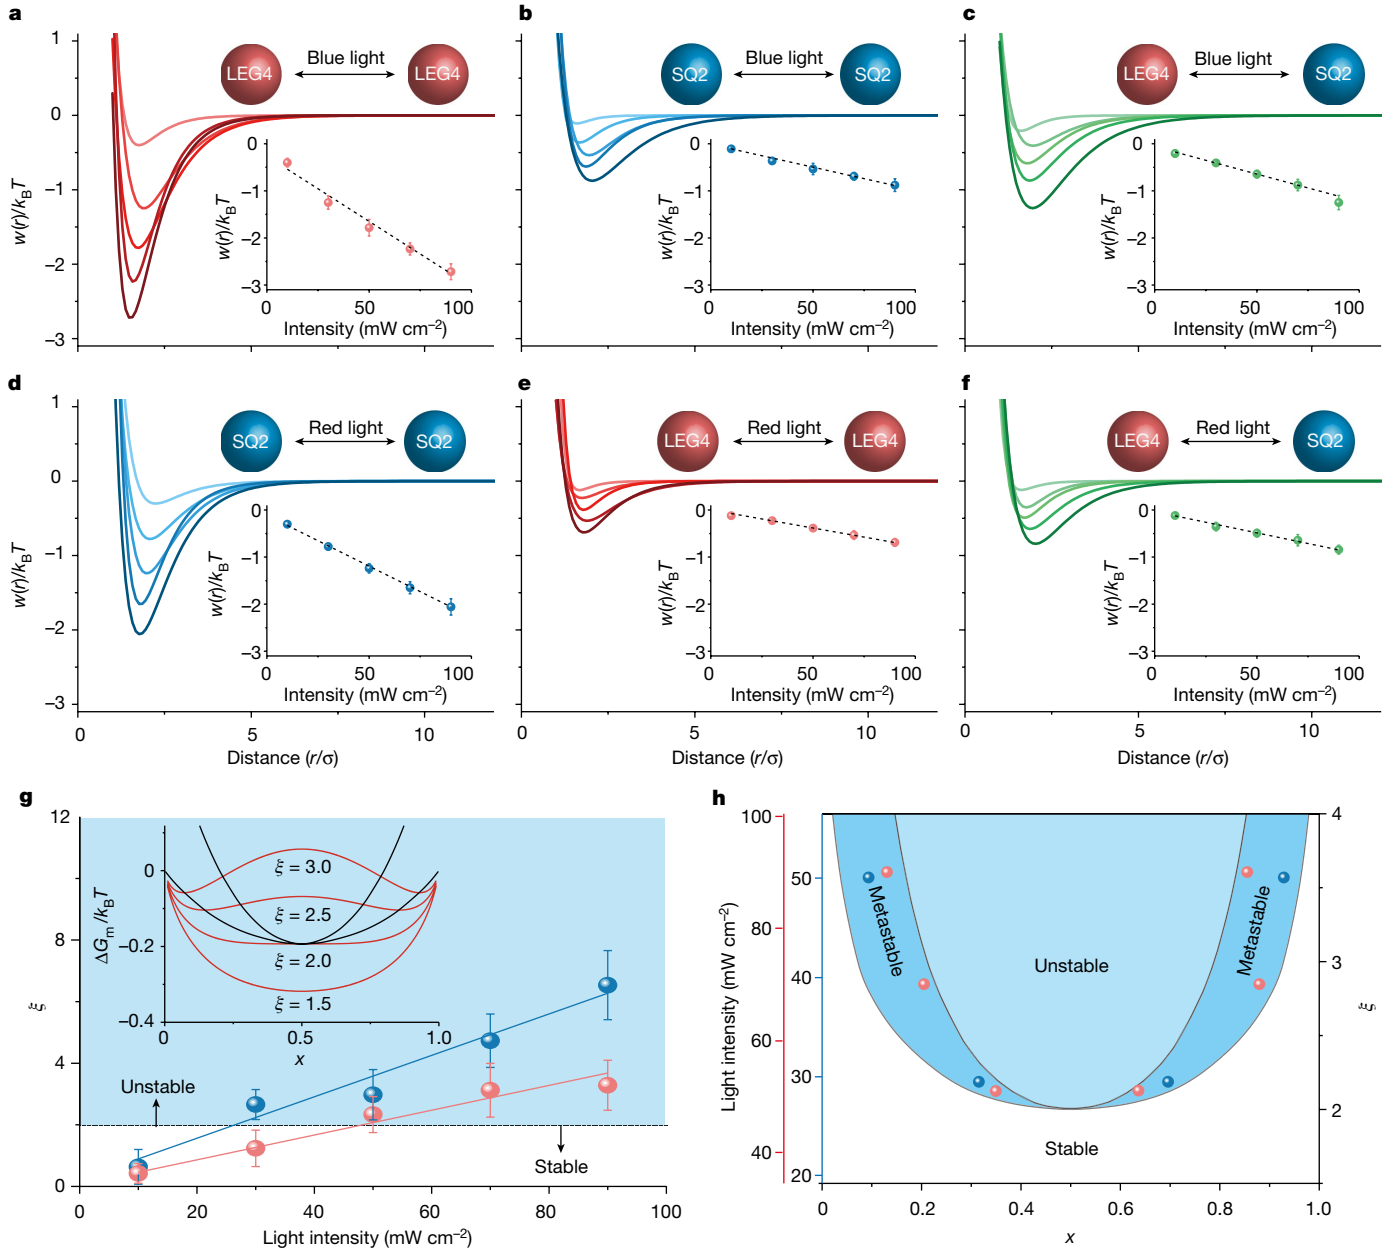 a
b
c
1
0
−1
−2
−3
w(r)/kBT
LEG4
Blue light
LEG4
0
−1
−2
−3
w(r)/kBT
0
50
100
Intensity (mW cm−2)
SQ2
Blue light
SQ2
0
−1
−2
−3
w(r)/kBT
0
50
100
Intensity (mW cm−2)
LEG4
Blue light
SQ2
0
−1
−2
−3
w(r)/kBT
0
50
100
Intensity (mW cm−2)
d
e
f
1
0
−1
−2
−3
w(r)/kBT
SQ2
Red light
SQ2
0
−1
−2
−3
w(r)/kBT
50
100
Intensity (mW cm−2)
0
5
10
Distance (r/σ)
LEG4
Red light
LEG4
0
−1
−2
−3
w(r)/kBT
0
50
100
Intensity (mW cm−2)
0
5
10
Distance (r/σ)
LEG4
Red light
SQ2
0
−1
−2
−3
w(r)/kBT
0
50
100
Intensity (mW cm−2)
0
5
10
Distance (r/σ)
g
12
8
4
0
ξ
0
−0.2
−0.4
ΔGm/kBT
ξ = 3.0
ξ = 2.5
ξ = 2.0
ξ = 1.5
0
0.5
1.0
x
Unstable
Stable
0
20
40
60
80
100
Light intensity (mW cm−2)
h
100
80
60
40
Light intensity (mW cm−2)
50
40
30
20
Metastable
Unstable
Metastable
Stable
4
3
2
ξ
0
0.2
0.4
0.6
0.8
1.0
x